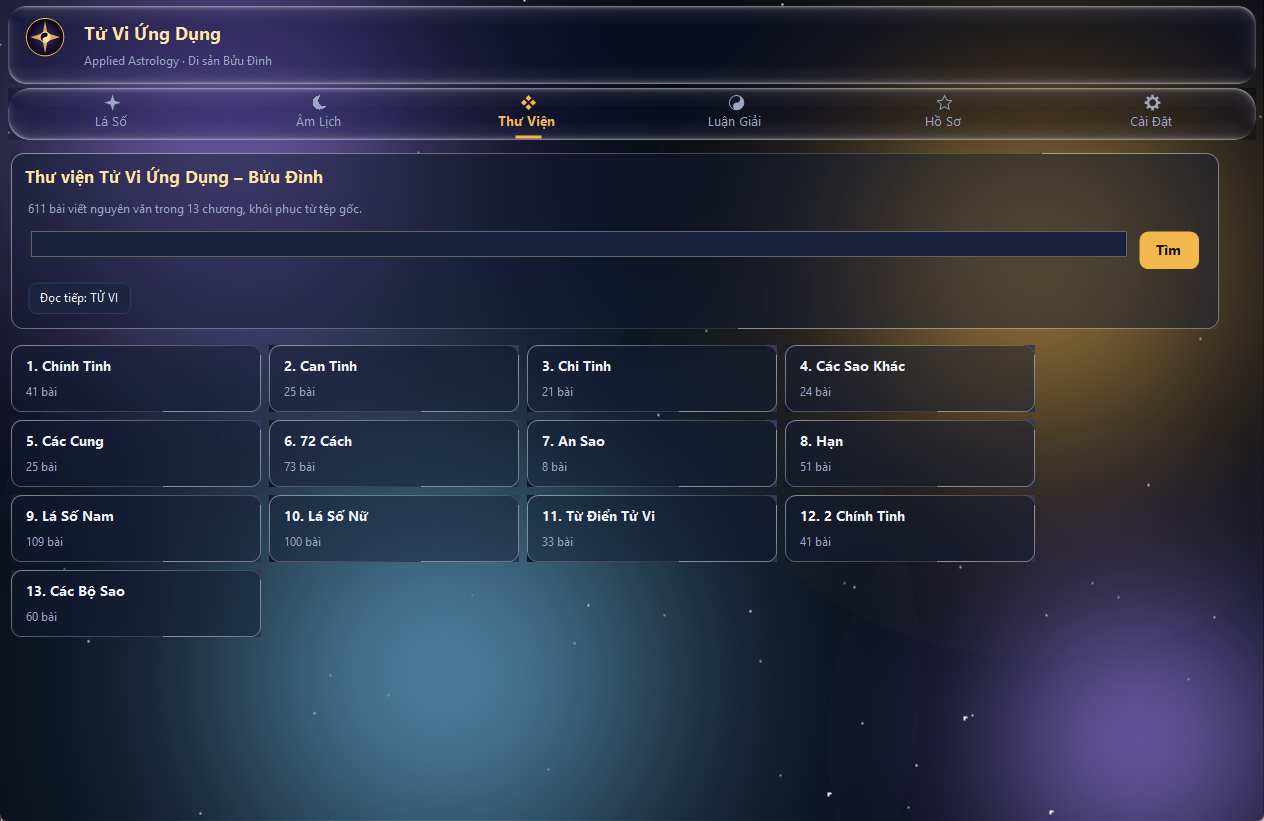 Tử Vi Ứng Dụng
Applied Astrology · Di sản Bửu Đình
Lá Số
Âm Lịch
Thư Viện
Luận Giải
Hồ Sơ
Cài Đặt
Thư viện Tử Vi Ứng Dụng – Bửu Đình
611 bài viết nguyên văn trong 13 chương, khôi phục từ tệp gốc.
Tìm
Đọc tiếp: TỬ VI
1. Chính Tinh
41 bài
2. Can Tinh
25 bài
3. Chi Tinh
21 bài
4. Các Sao Khác
24 bài
5. Các Cung
25 bài
6. 72 Cách
73 bài
7. An Sao
8 bài
8. Hạn
51 bài
9. Lá Số Nam
109 bài
10. Lá Số Nữ
100 bài
11. Từ Điển Tử Vi
33 bài
12. 2 Chính Tinh
41 bài
13. Các Bộ Sao
60 bài